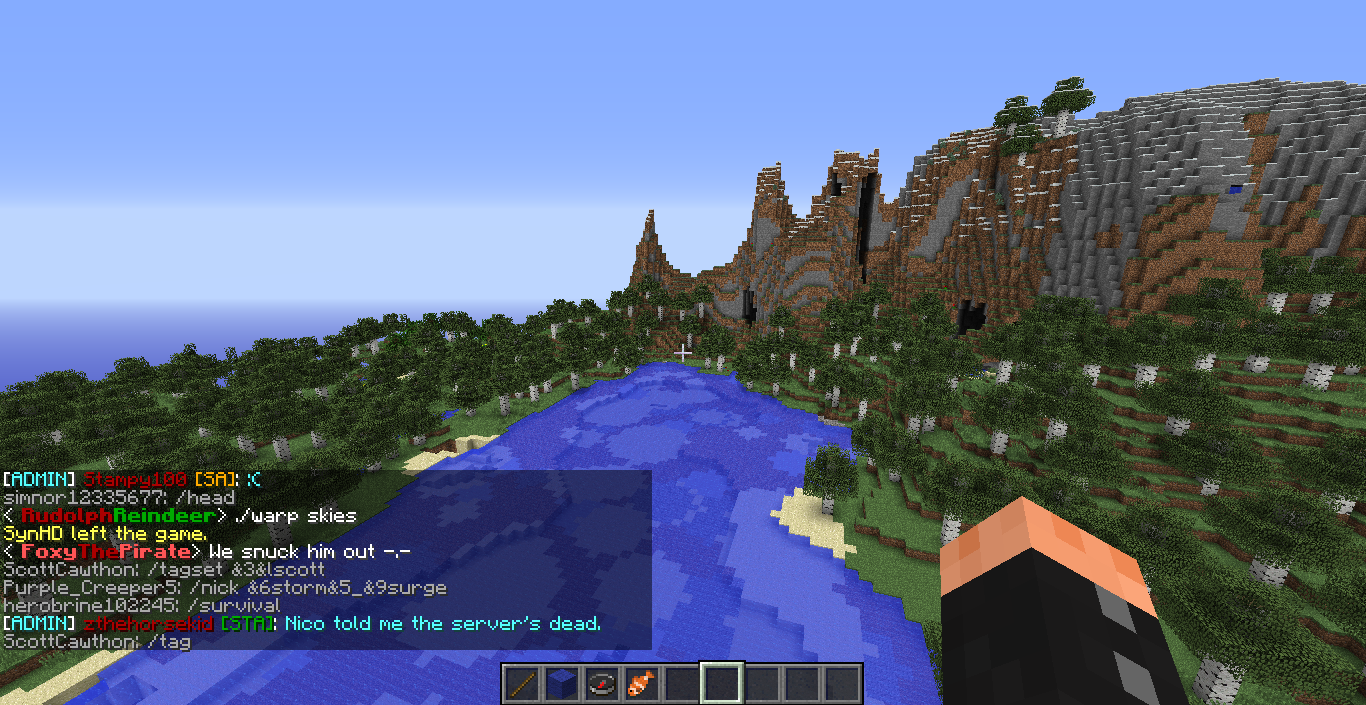 [ADMIN] Stampy100 [SA]: :C
simnor12335677: /head
< RudolphReindeer> ./warp skies
SynHD left the game.
< FoxyThePirate> We snuck him out -.-
ScottCawthon: /tagset &3&lscott
Purple_Creeper5: /nick &6storm&5_&9surge
herobrine102245: /survival
[ADMIN] zthehorsekid [STA]: Nico told me the server's dead.
ScottCawthon: /tag